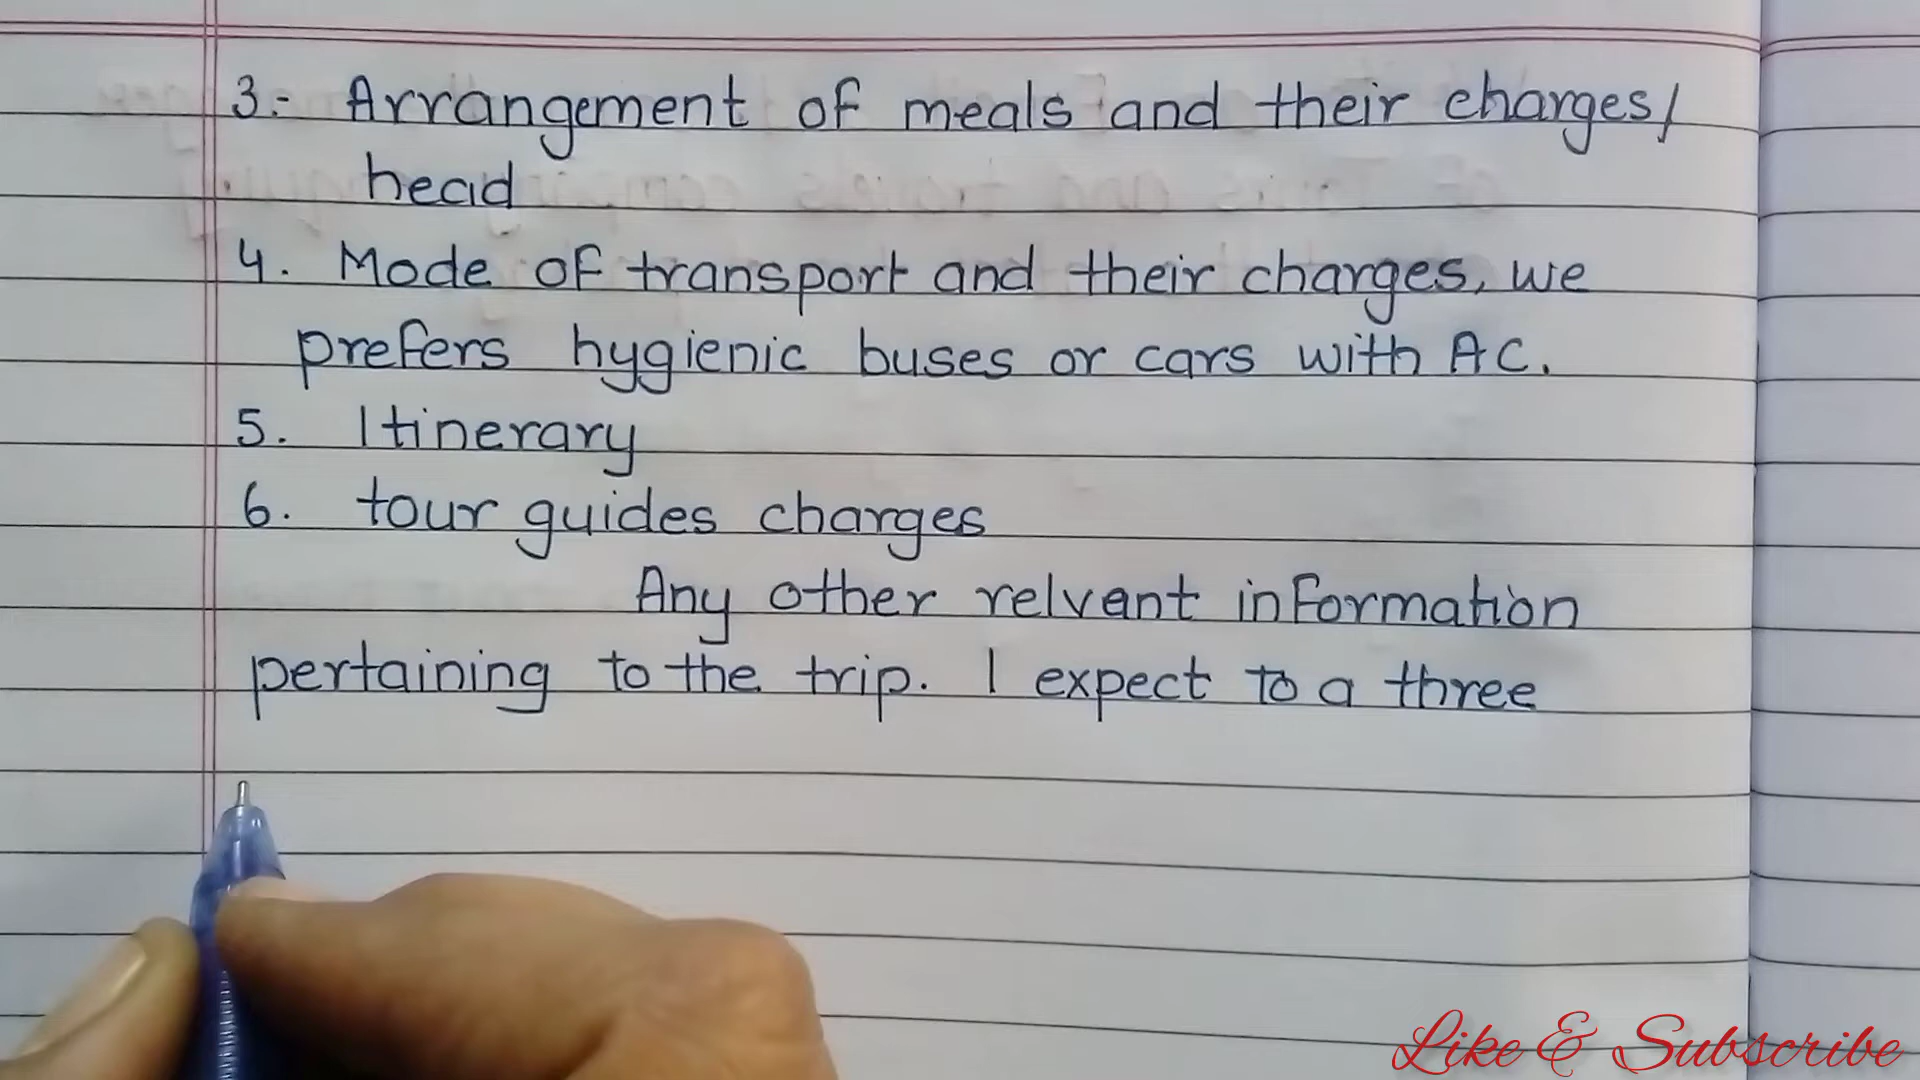 3. Arrangement of meals and their charges/
head
4. Mode of transport and their charges, we
prefers hygienic buses or cars with AC.
5. Itinerary
6. tour guides charges
Any other relvant information
pertaining to the trip. I expect to a three
Like & Subscribe